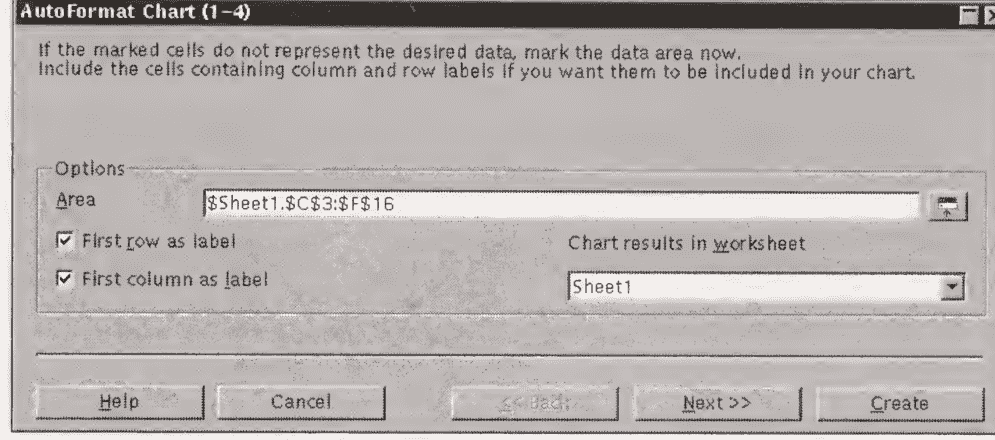 AutoFormat Chart (1-4)
If the marked cells do not represent the desired data, mark the data area now.
Include the cells containing column and row labels if you want them to be included in your chart.
Options
Area
$Sheet1.$C$3:$F$16
First row as label
Chart results in worksheet
First column as label
Sheet1
Help Cancel << Back Next >> Create